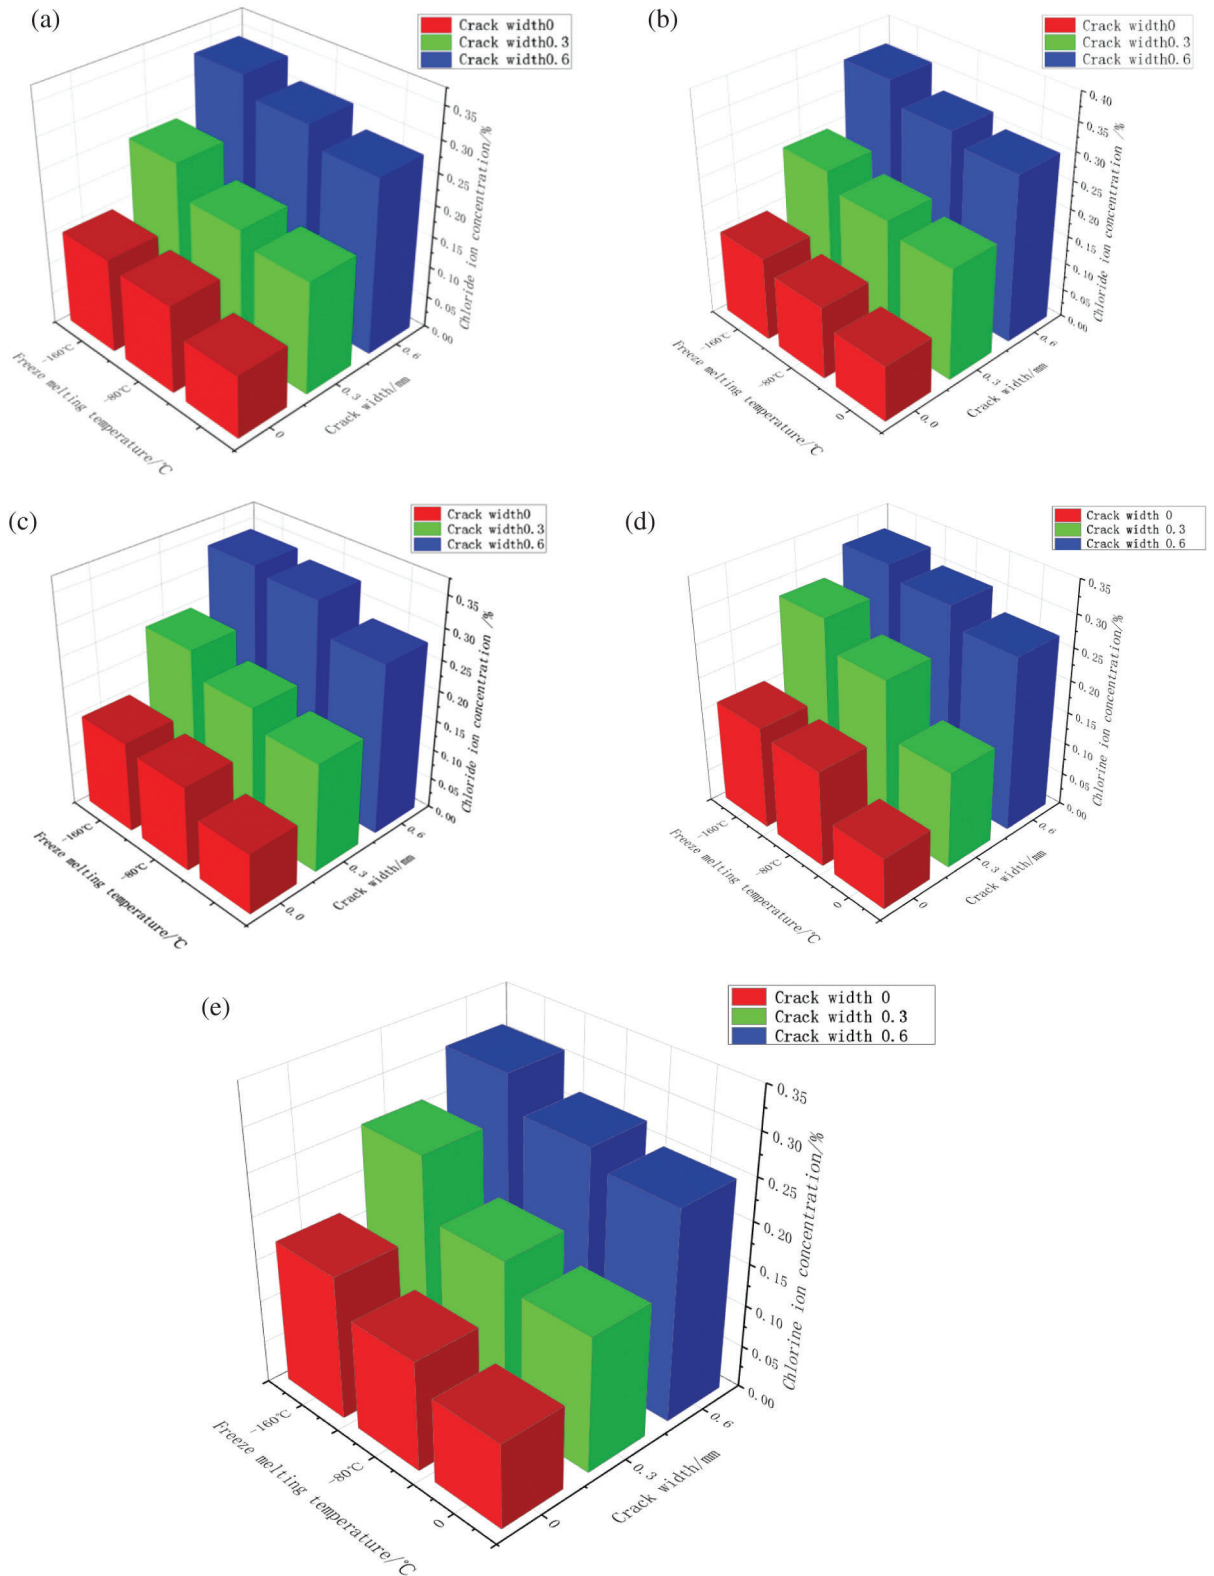 (a)
Crack width0
Crack width0.3
Crack width0.6
0.35
0.30
0.25
0.20
0.15
0.10
0.05
0.00
Chloride ion concentration/%
-160℃
-80℃
Freeze melting temperature/℃
0
0.3
0.6
Crack width/mm
(b)
Crack width0
Crack width0.3
Crack width0.6
0.40
0.35
0.30
0.25
0.20
0.15
0.10
0.05
0.00
Chloride ion concentration /%
-160℃
-80℃
0
Freeze melting temperature/℃
0.0
0.3
0.6
Crack width/mm
(c)
Crack width0
Crack width0.3
Crack width0.6
0.35
0.30
0.25
0.20
0.15
0.10
0.05
0.00
Chloride ion concentration /%
-160℃
-80℃
Freeze melting temperature/℃
0.0
0.3
0.6
Crack width/mm
(d)
Crack width 0
Crack width 0.3
Crack width 0.6
0.35
0.30
0.25
0.20
0.15
0.10
0.05
0.00
Chlorine ion concentration/%
-160℃
-80℃
0
Freeze melting temperature/℃
0
0.3
0.6
Crack width/mm
(e)
Crack width 0
Crack width 0.3
Crack width 0.6
0.35
0.30
0.25
0.20
0.15
0.10
0.05
0.00
Chlorine ion concentration/%
-160℃
-80℃
0
Freeze melting temperature/℃
0
0.3
0.6
Crack width/mm